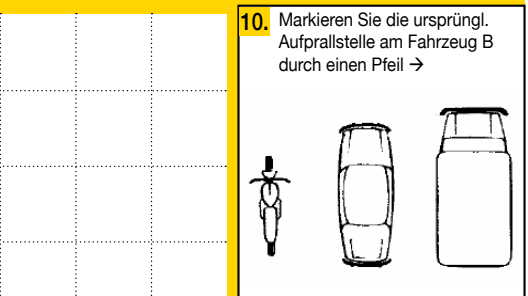 10. Markieren Sie die ursprüngl.
Aufprallstelle am Fahrzeug B
durch einen Pfeil →